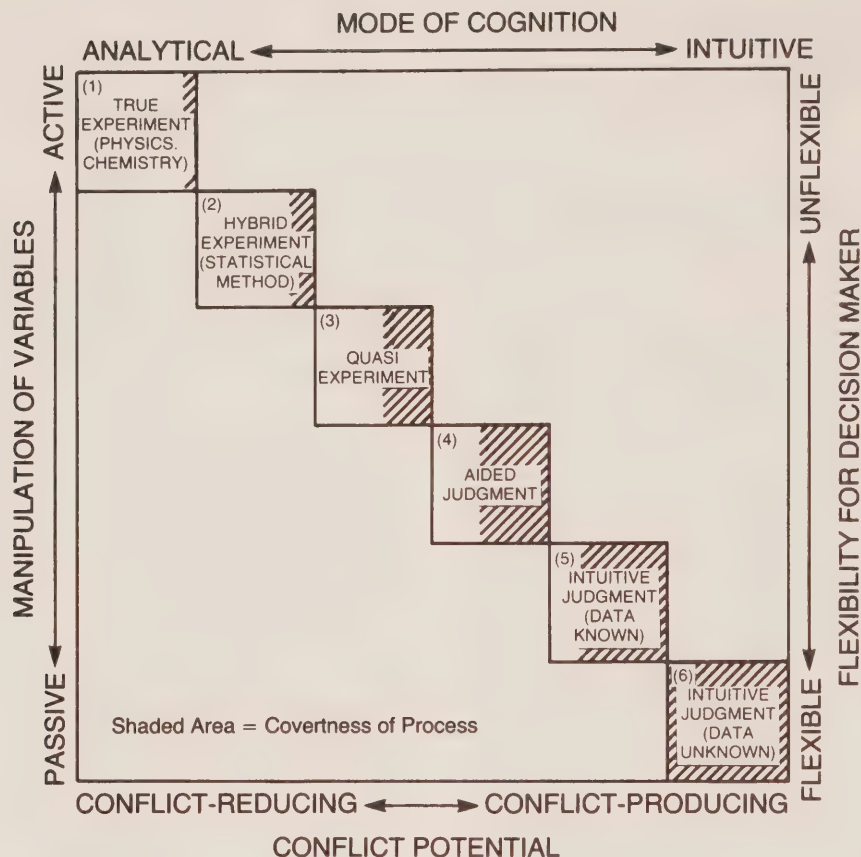 MODE OF COGNITION
ANALYTICAL
INTUITIVE
MANIPULATION OF VARIABLES
ACTIVE
PASSIVE
(1)
TRUE
EXPERIMENT
(PHYSICS.
CHEMISTRY)
(2)
HYBRID
EXPERIMENT
(STATISTICAL
METHOD)
(3)
QUASI
EXPERIMENT
(4)
AIDED
JUDGMENT
(5)
INTUITIVE
JUDGMENT
(DATA
KNOWN)
(6)
INTUITIVE
JUDGMENT
(DATA
UNKNOWN)
UNFLEXIBLE
FLEXIBLE
FLEXIBILITY FOR DECISION MAKER
Shaded Area = Covertness of Process
CONFLICT-REDUCING
CONFLICT-PRODUCING
CONFLICT POTENTIAL